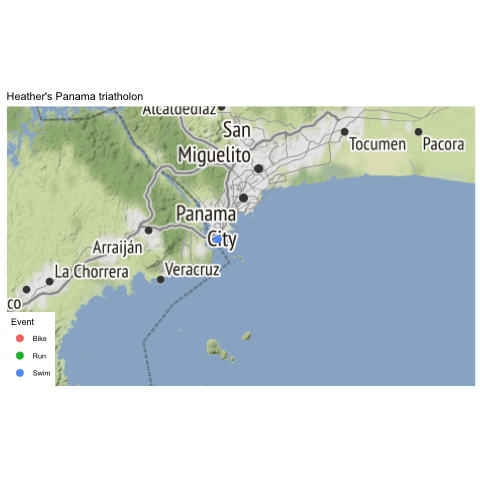 Heather's Panama triatholon
Alcaldedíaz
San
Miguelito
Tocumen
Pacora
Panama
City
Arraiján
La Chorrera
Veracruz
co
Event
Bike
Run
Swim